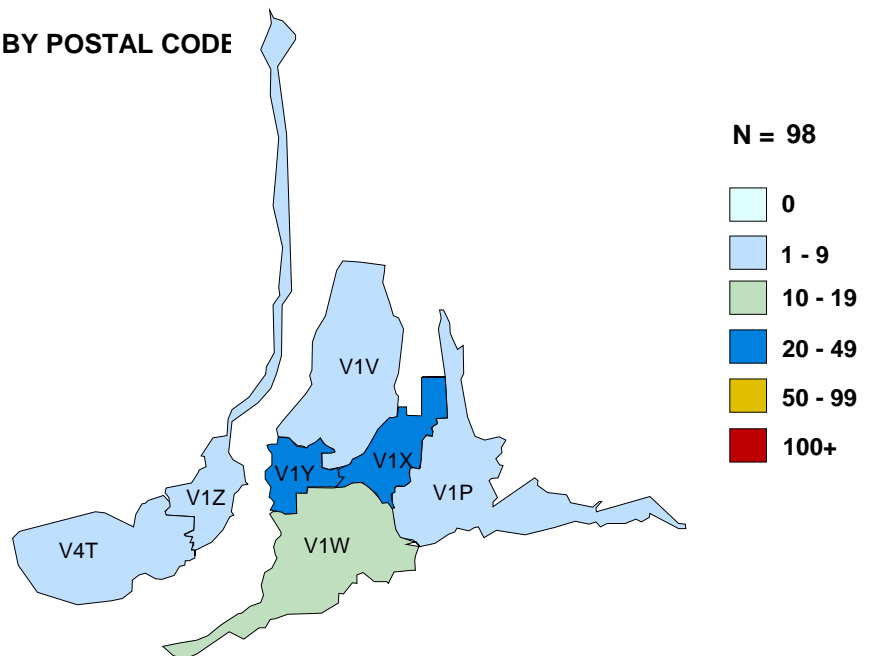 BY POSTAL CODE
N = 98
0
1 - 9
10 - 19
20 - 49
50 - 99
100+
V1V
V1X
V1Y
V1P
V1Z
V1W
V4T